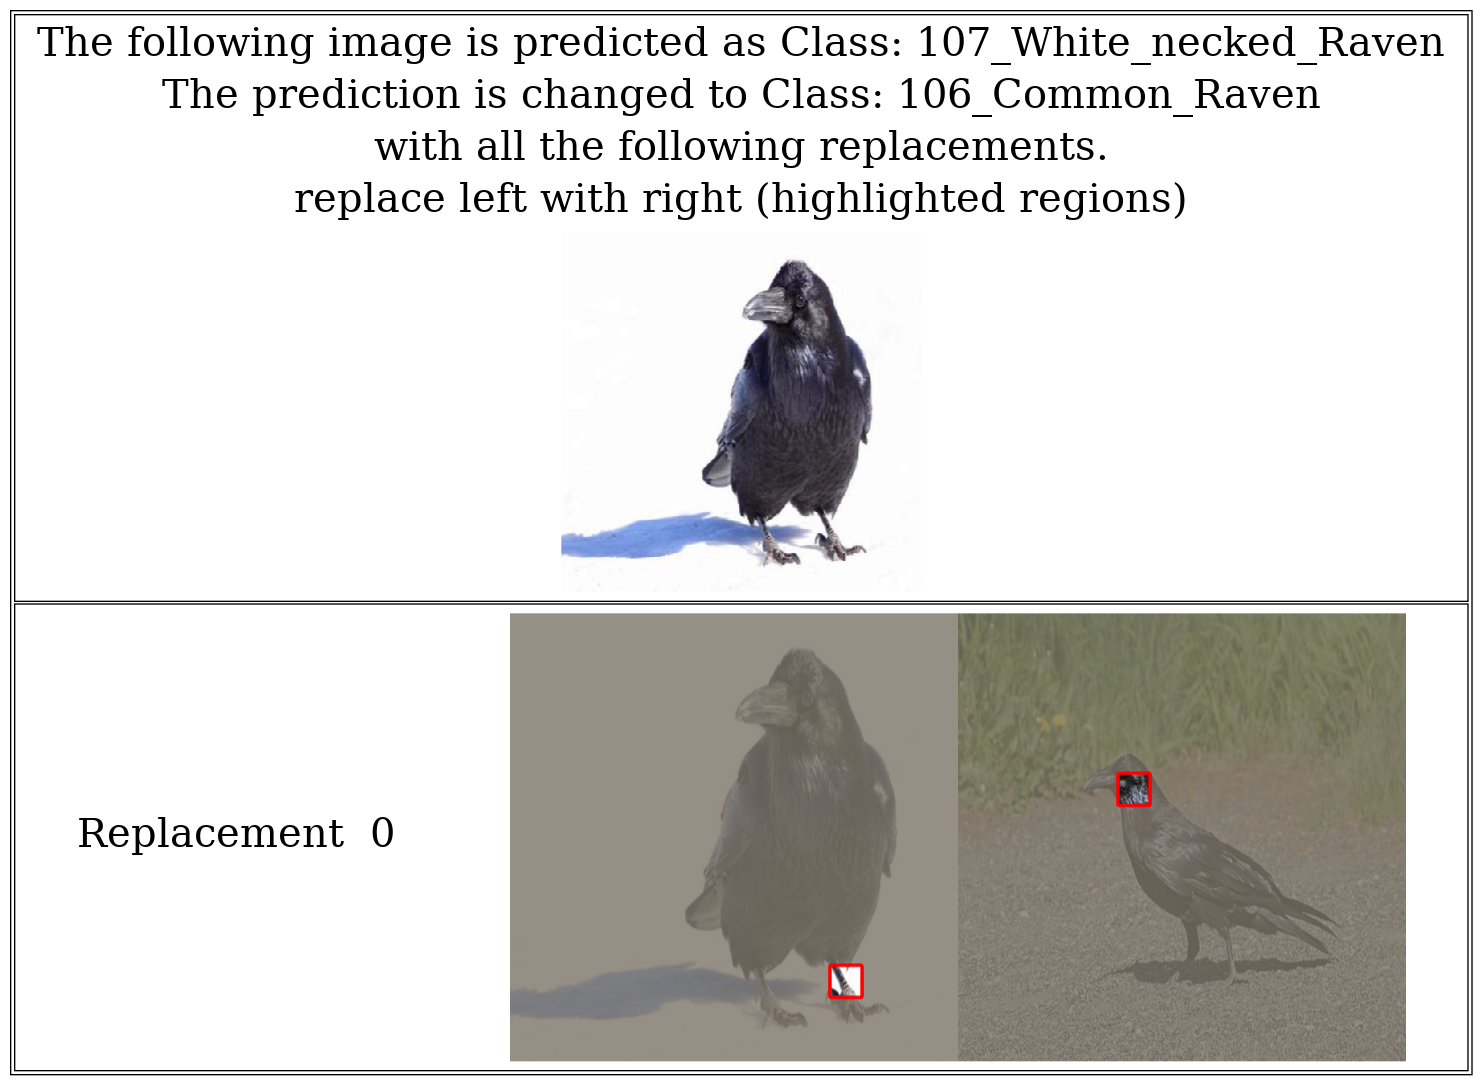 The following image is predicted as Class: 107_White_necked_Raven
The prediction is changed to Class: 106_Common_Raven
with all the following replacements.
replace left with right (highlighted regions)
Replacement  0